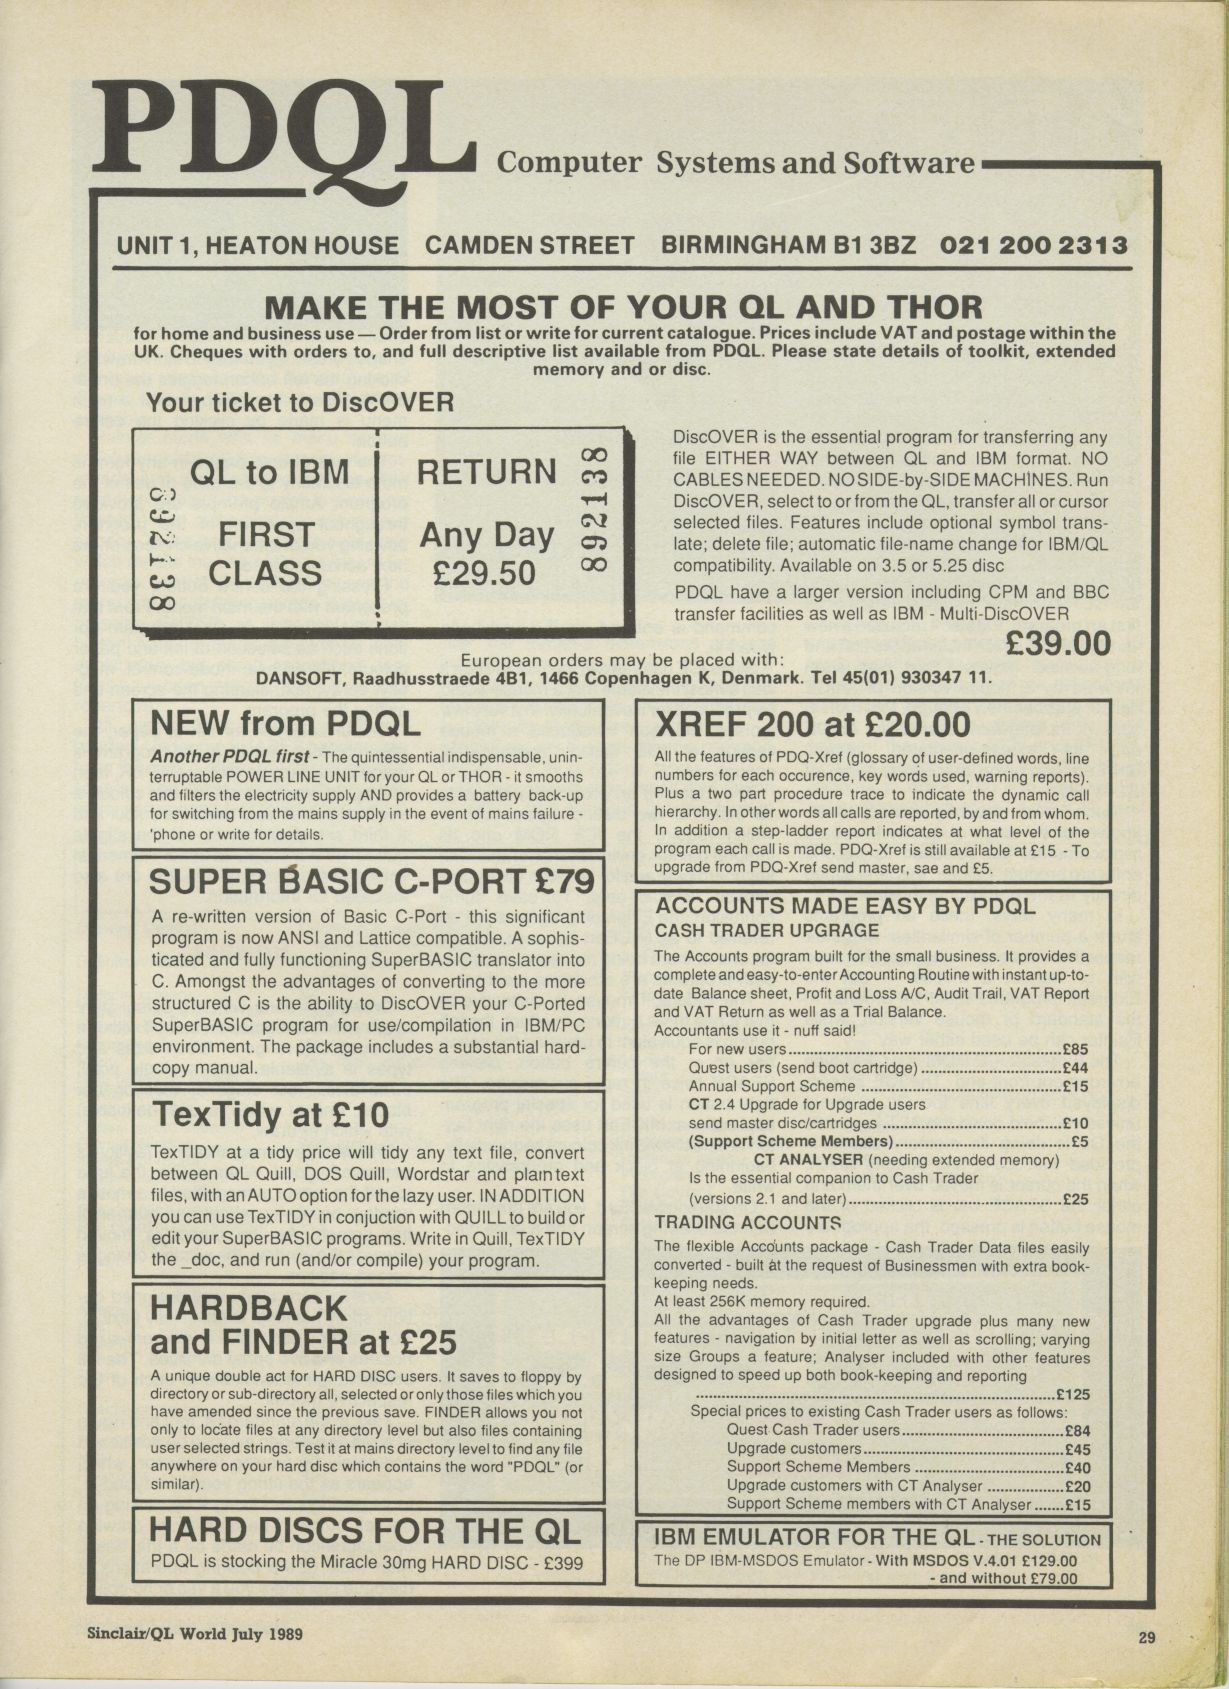 PDQL Computer Systems and Software
UNIT 1, HEATON HOUSE CAMDEN STREET BIRMINGHAM B1 3BZ 021 200 2313
MAKE THE MOST OF YOUR QL AND THOR
for home and business use — Order from list or write for current catalogue. Prices include VAT and postage within the
UK. Cheques with orders to, and full descriptive list available from PDQL. Please state details of toolkit, extended
memory and or disc.
Your ticket to DiscOVER
892138
QL to IBM
FIRST
CLASS
RETURN
Any Day
£29.50
892138
DiscOVER is the essential program for transferring any
file EITHER WAY between QL and IBM format. NO
CABLES NEEDED. NO SIDE-by-SIDE MACHINES. Run
DiscOVER, select to or from the QL, transfer all or cursor
selected files. Features include optional symbol trans-
late; delete file; automatic file-name change for IBM/QL
compatibility. Available on 3.5 or 5.25 disc
PDQL have a larger version including CPM and BBC
transfer facilities as well as IBM - Multi-DiscOVER
£39.00
European orders may be placed with:
DANSOFT, Raadhusstraede 4B1, 1466 Copenhagen K, Denmark. Tel 45(01) 930347 11.
NEW from PDQL
Another PDQL first - The quintessential indispensable, unin-
terruptable POWER LINE UNIT for your QL or THOR - it smooths
and filters the electricity supply AND provides a battery back-up
for switching from the mains supply in the event of mains failure -
'phone or write for details.
SUPER BASIC C-PORT £79
A re-written version of Basic C-Port - this significant
program is now ANSI and Lattice compatible. A sophis-
ticated and fully functioning SuperBASIC translator into
C. Amongst the advantages of converting to the more
structured C is the ability to DiscOVER your C-Ported
SuperBASIC program for use/compilation in IBM/PC
environment. The package includes a substantial hard-
copy manual.
TexTidy at £10
TexTIDY at a tidy price will tidy any text file, convert
between QL Quill, DOS Quill, Wordstar and plain text
files, with an AUTO option for the lazy user. IN ADDITION
you can use TexTIDY in conjuction with QUILL to build or
edit your SuperBASIC programs. Write in Quill, TexTIDY
the _doc, and run (and/or compile) your program.
HARDBACK
and FINDER at £25
A unique double act for HARD DISC users. It saves to floppy by
directory or sub-directory all, selected or only those files which you
have amended since the previous save. FINDER allows you not
only to locate files at any directory level but also files containing
user selected strings. Test it at mains directory level to find any file
anywhere on your hard disc which contains the word "PDQL" (or
similar).
HARD DISCS FOR THE QL
PDQL is stocking the Miracle 30mg HARD DISC - £399
XREF 200 at £20.00
All the features of PDQ-Xref (glossary of user-defined words, line
numbers for each occurence, key words used, warning reports).
Plus a two part procedure trace to indicate the dynamic call
hierarchy. In other words all calls are reported, by and from whom.
In addition a step-ladder report indicates at what level of the
program each call is made. PDQ-Xref is still available at £15 - To
upgrade from PDQ-Xref send master, sae and £5.
ACCOUNTS MADE EASY BY PDQL
CASH TRADER UPGRAGE
The Accounts program built for the small business. It provides a
complete and easy-to-enter Accounting Routine with instant up-to-
date Balance sheet, Profit and Loss A/C, Audit Trail, VAT Report
and VAT Return as well as a Trial Balance.
Accountants use it - nuff said!
For new users ........ £85
Quest users (send boot cartridge) ........ £44
Annual Support Scheme ........ £15
CT 2.4 Upgrade for Upgrade users
send master disc/cartridges ........ £10
(Support Scheme Members) ........ £5
CT ANALYSER (needing extended memory)
Is the essential companion to Cash Trader
(versions 2.1 and later) ........ £25
TRADING ACCOUNTS
The flexible Accounts package - Cash Trader Data files easily
converted - built at the request of Businessmen with extra book-
keeping needs.
At least 256K memory required.
All the advantages of Cash Trader upgrade plus many new
features - navigation by initial letter as well as scrolling; varying
size Groups a feature; Analyser included with other features
designed to speed up both book-keeping and reporting
........ £125
Special prices to existing Cash Trader users as follows:
Quest Cash Trader users ........ £84
Upgrade customers ........ £45
Support Scheme Members ........ £40
Upgrade customers with CT Analyser ........ £20
Support Scheme members with CT Analyser ....... £15
IBM EMULATOR FOR THE QL - THE SOLUTION
The DP IBM-MSDOS Emulator - With MSDOS V.4.01 £129.00
- and without £79.00
Sinclair/QL World July 1989
29